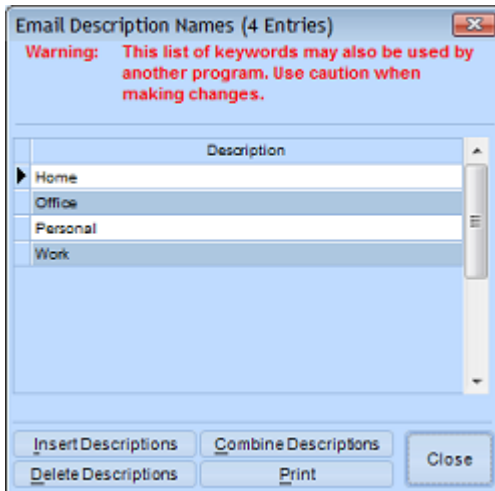 Email Description Names (4 Entries)
Warning: This list of keywords may also be used by
another program. Use caution when
making changes.
Description
Home
Office
Personal
Work
Insert Descriptions Combine Descriptions
Close
Delete Descriptions Print